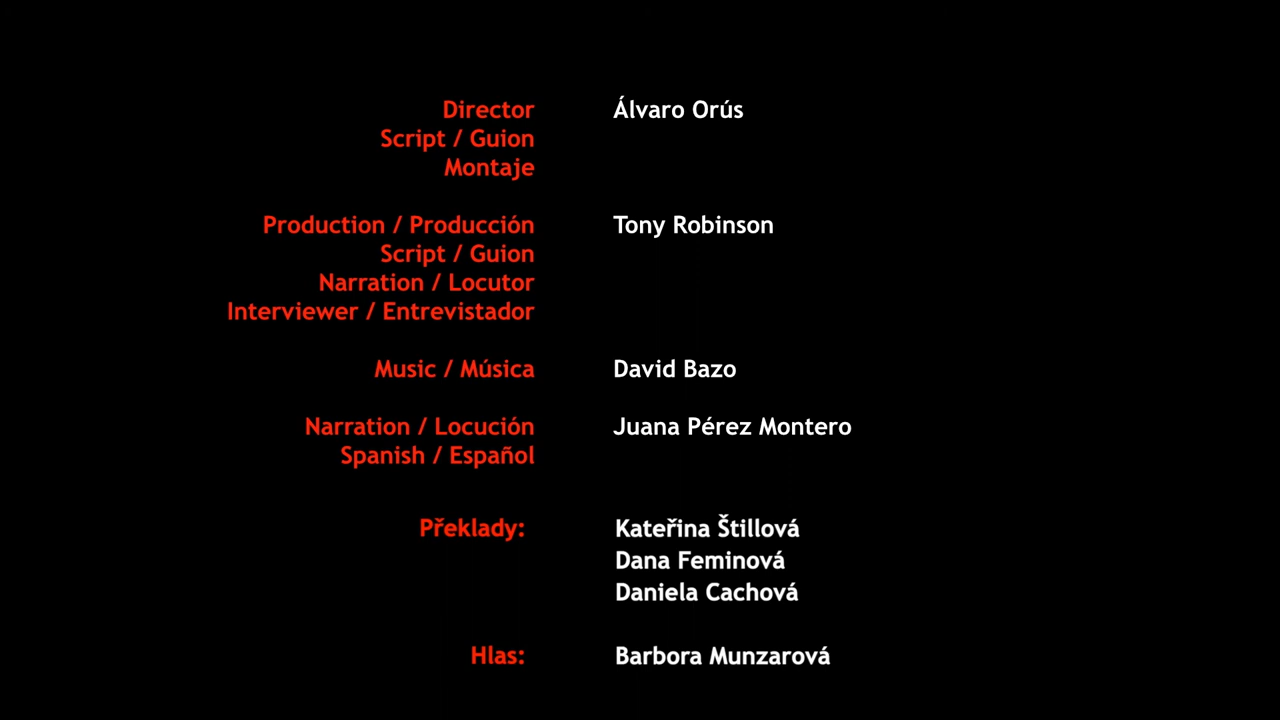 Director Álvaro Orús
Script / Guion
Montaje
Production / Producción Tony Robinson
Script / Guion
Narration / Locutor
Interviewer / Entrevistador
Music / Música David Bazo
Narration / Locución Juana Pérez Montero
Spanish / Español
Překlady: Kateřina Štillová
Dana Feminová
Daniela Cachová
Hlas: Barbora Munzarová